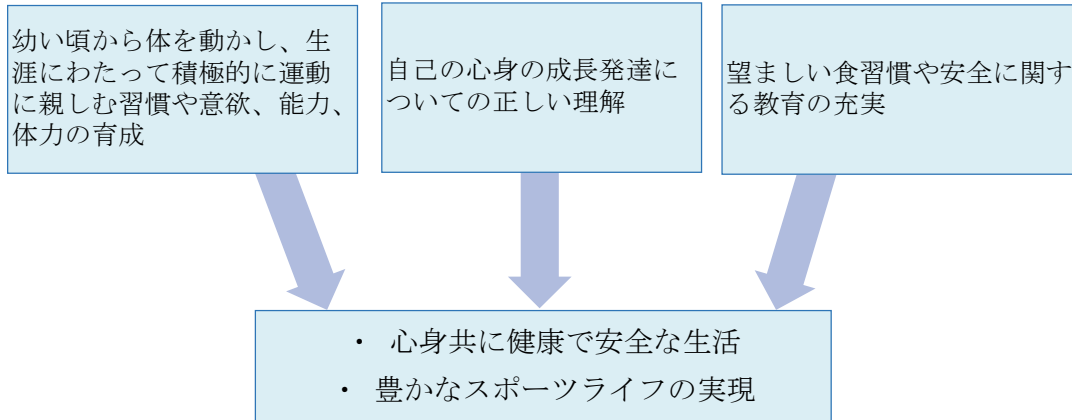 幼い頃から体を動かし、生
涯にわたって積極的に運動
に親しむ習慣や意欲、能力、
体力の育成
自己の心身の成長発達に
ついての正しい理解
望ましい食習慣や安全に関す
る教育の充実
・ 心身共に健康で安全な生活
・ 豊かなスポーツライフの実現